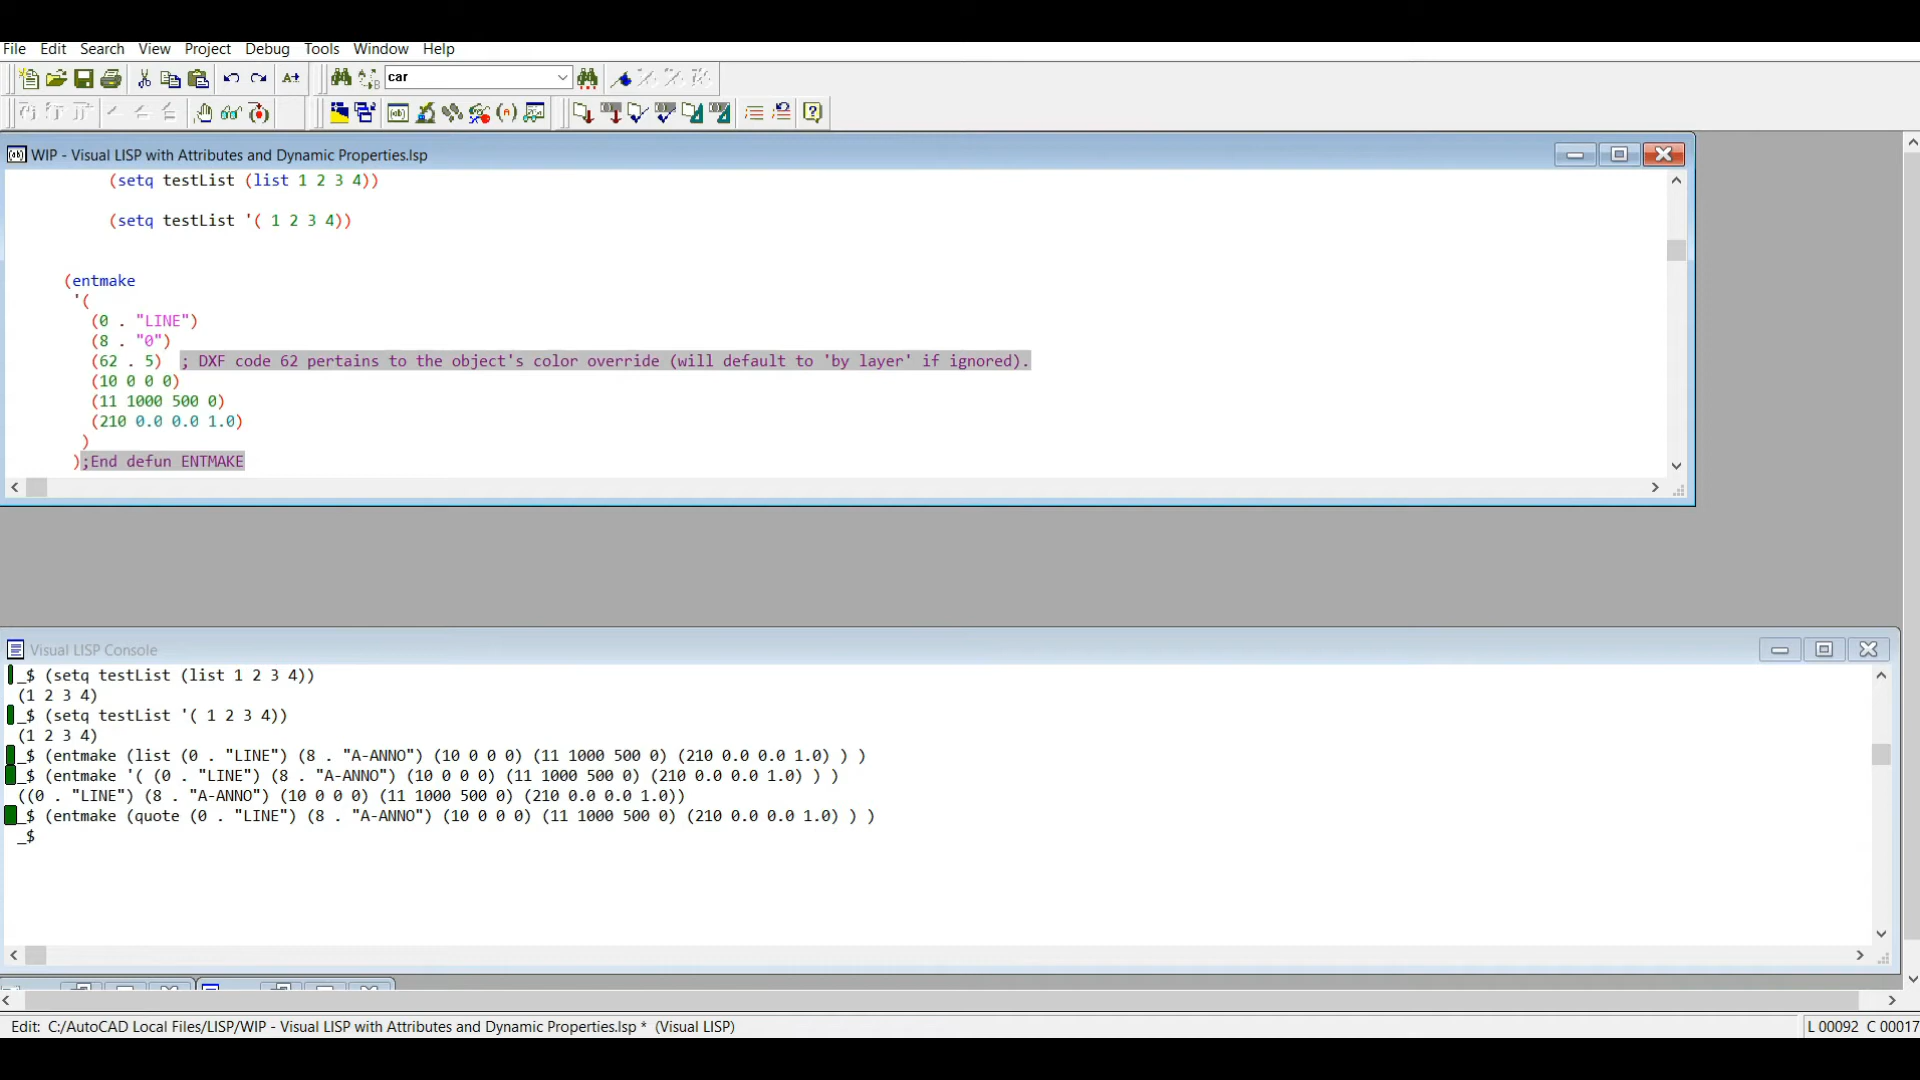 File Edit Search View Project Debug Tools Window Help
car
WIP - Visual LISP with Attributes and Dynamic Properties.lsp
(setq testList (list 1 2 3 4))
(setq testList '( 1 2 3 4))
(entmake
'(
(0 . "LINE")
(8 . "0")
(62 . 5) ; DXF code 62 pertains to the object's color override (will default to 'by layer' if ignored).
(10 0 0 0)
(11 1000 500 0)
(210 0.0 0.0 1.0)
)
);End defun ENTMAKE
Visual LISP Console
_$ (setq testList (list 1 2 3 4))
(1 2 3 4)
_$ (setq testList '( 1 2 3 4))
(1 2 3 4)
_$ (entmake (list (0 . "LINE") (8 . "A-ANNO") (10 0 0 0) (11 1000 500 0) (210 0.0 0.0 1.0) ) )
_$ (entmake '( (0 . "LINE") (8 . "A-ANNO") (10 0 0 0) (11 1000 500 0) (210 0.0 0.0 1.0) ) )
((0 . "LINE") (8 . "A-ANNO") (10 0 0 0) (11 1000 500 0) (210 0.0 0.0 1.0))
_$ (entmake (quote (0 . "LINE") (8 . "A-ANNO") (10 0 0 0) (11 1000 500 0) (210 0.0 0.0 1.0) ) )
_$
Edit: C:/AutoCAD Local Files/LISP/WIP - Visual LISP with Attributes and Dynamic Properties.lsp * (Visual LISP)
L 00092 C 00017